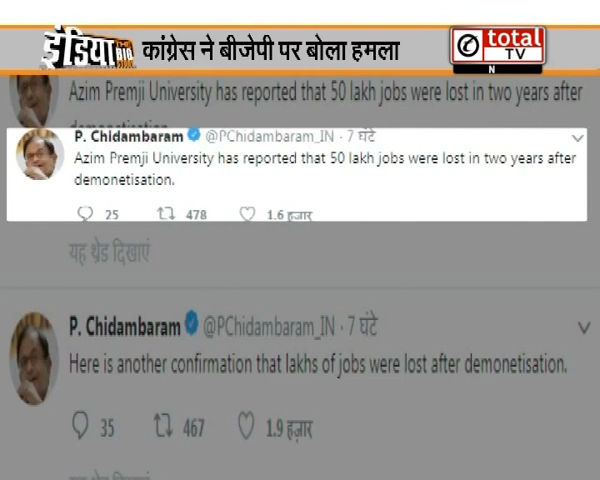 इंडिया THE BIG कांग्रेस ने बीजेपी पर बोला हमला
total
TV
N
Azim Premji University has reported that 50 lakh jobs were lost in two years after
P. Chidambaram @PChidambaram_IN · 7 घंटे
Azim Premji University has reported that 50 lakh jobs were lost in two years after
demonetisation.
25 478 1.6 हज़ार
यह थ्रेड दिखाएं
P. Chidambaram @PChidambaram_IN · 7 घंटे
Here is another confirmation that lakhs of jobs were lost after demonetisation.
35 467 1.9 हज़ार